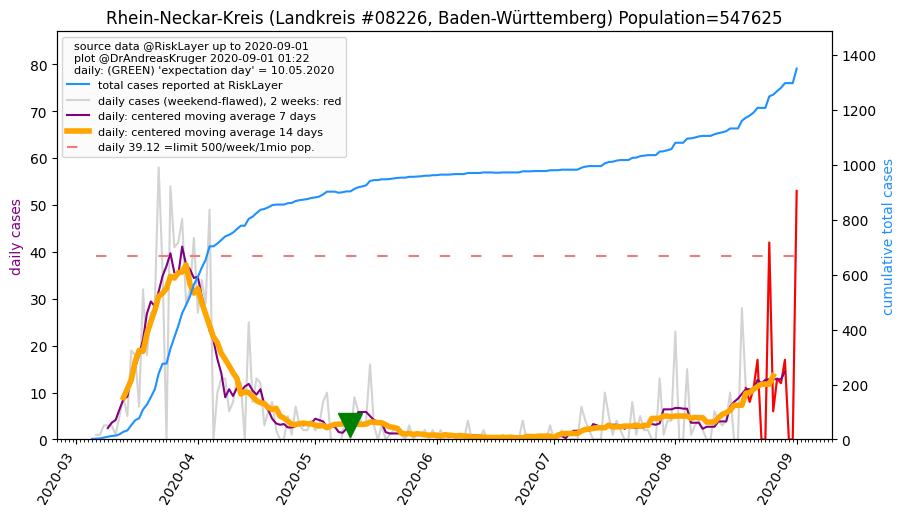 Rhein-Neckar-Kreis (Landkreis #08226, Baden-Württemberg) Population=547625
source data @RiskLayer up to 2020-09-01
plot @DrAndreasKruger 2020-09-01 01:22
daily: (GREEN) 'expectation day' = 10.05.2020
total cases reported at RiskLayer
daily cases (weekend-flawed), 2 weeks: red
daily: centered moving average 7 days
daily: centered moving average 14 days
daily 39.12 =limit 500/week/1mio pop.
daily cases
80
70
60
50
40
30
20
10
0
cumulative total cases
1400
1200
1000
800
600
400
200
0
2020-03
2020-04
2020-05
2020-06
2020-07
2020-08
2020-09